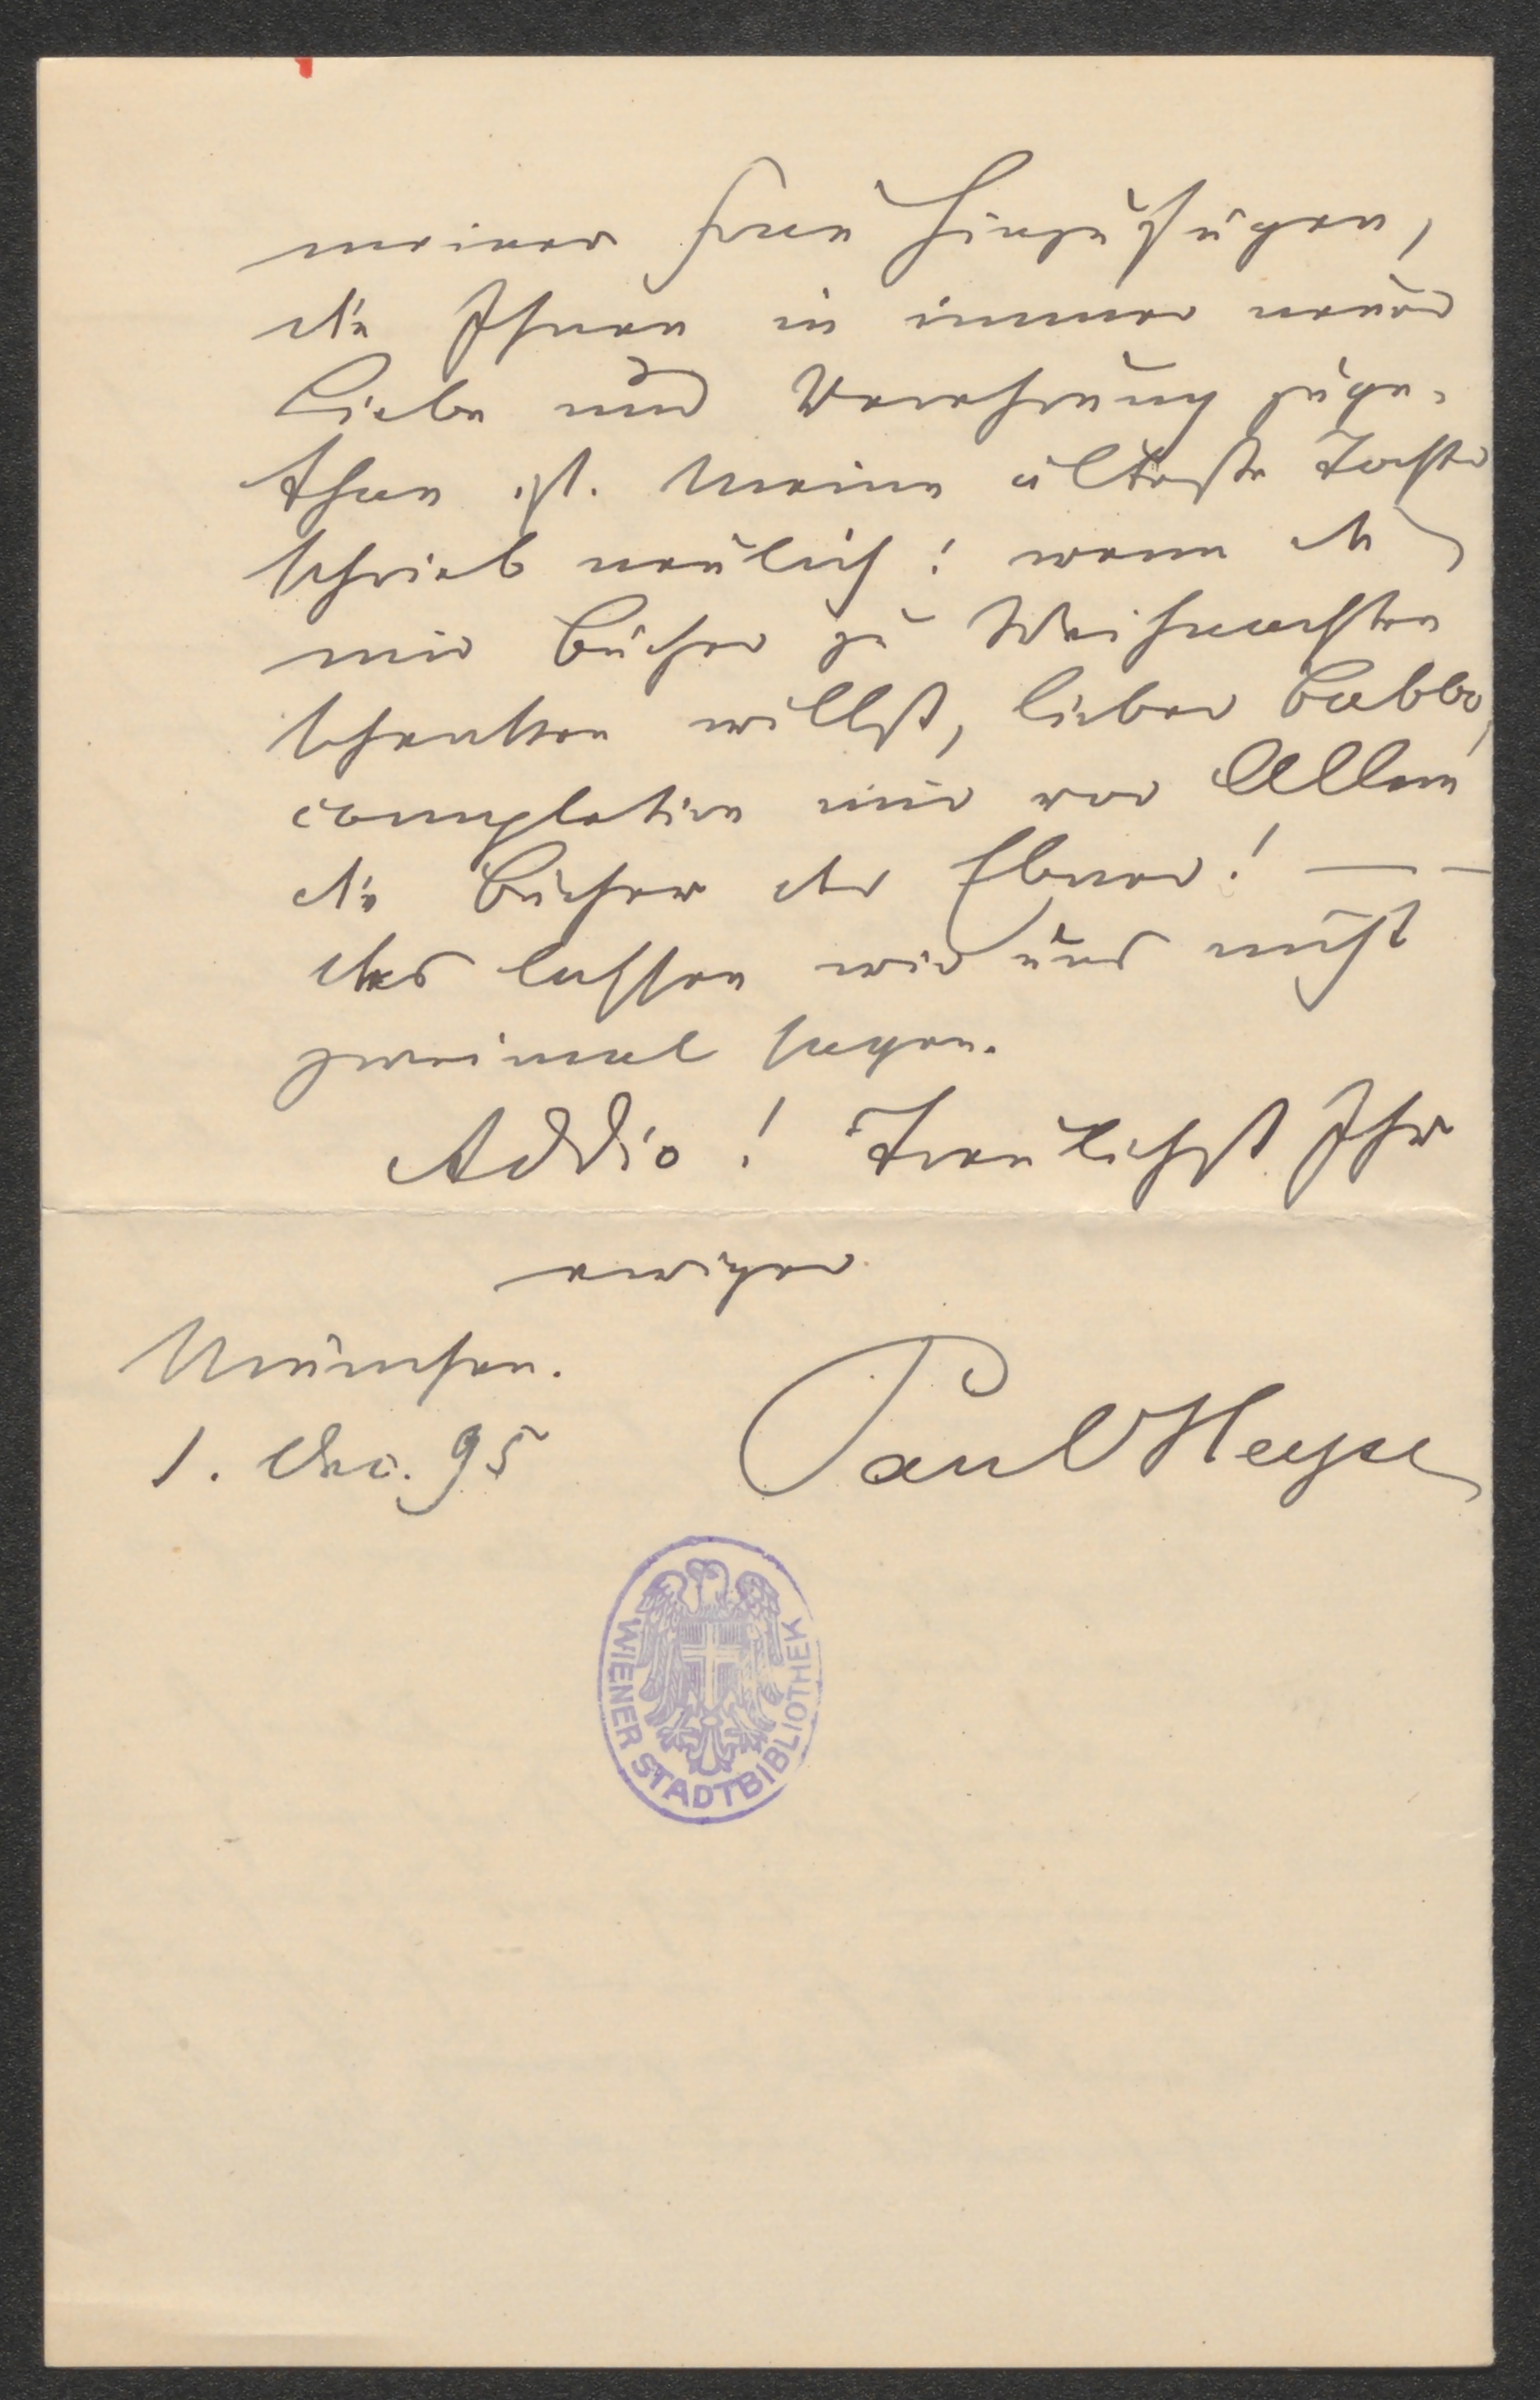 meiner Frau hinzufügen,
die Ihnen in immer neuer
Liebe und Verehrung zuge-
than ist. Meine älteste Tochter
schrieb neulich: wenn du
mir Bücher zu Weihnachten
schenken willst, lieber Babbo,
completire mir vor Allem
die Bücher der Ebner! — —
das lassen wir uns nicht
zweimal sagen.
Addio! Treulichst Ihr
ewiger
München.
1. Dec. 95
Paul Heyse
WIENER STADTBIBLIOTHEK